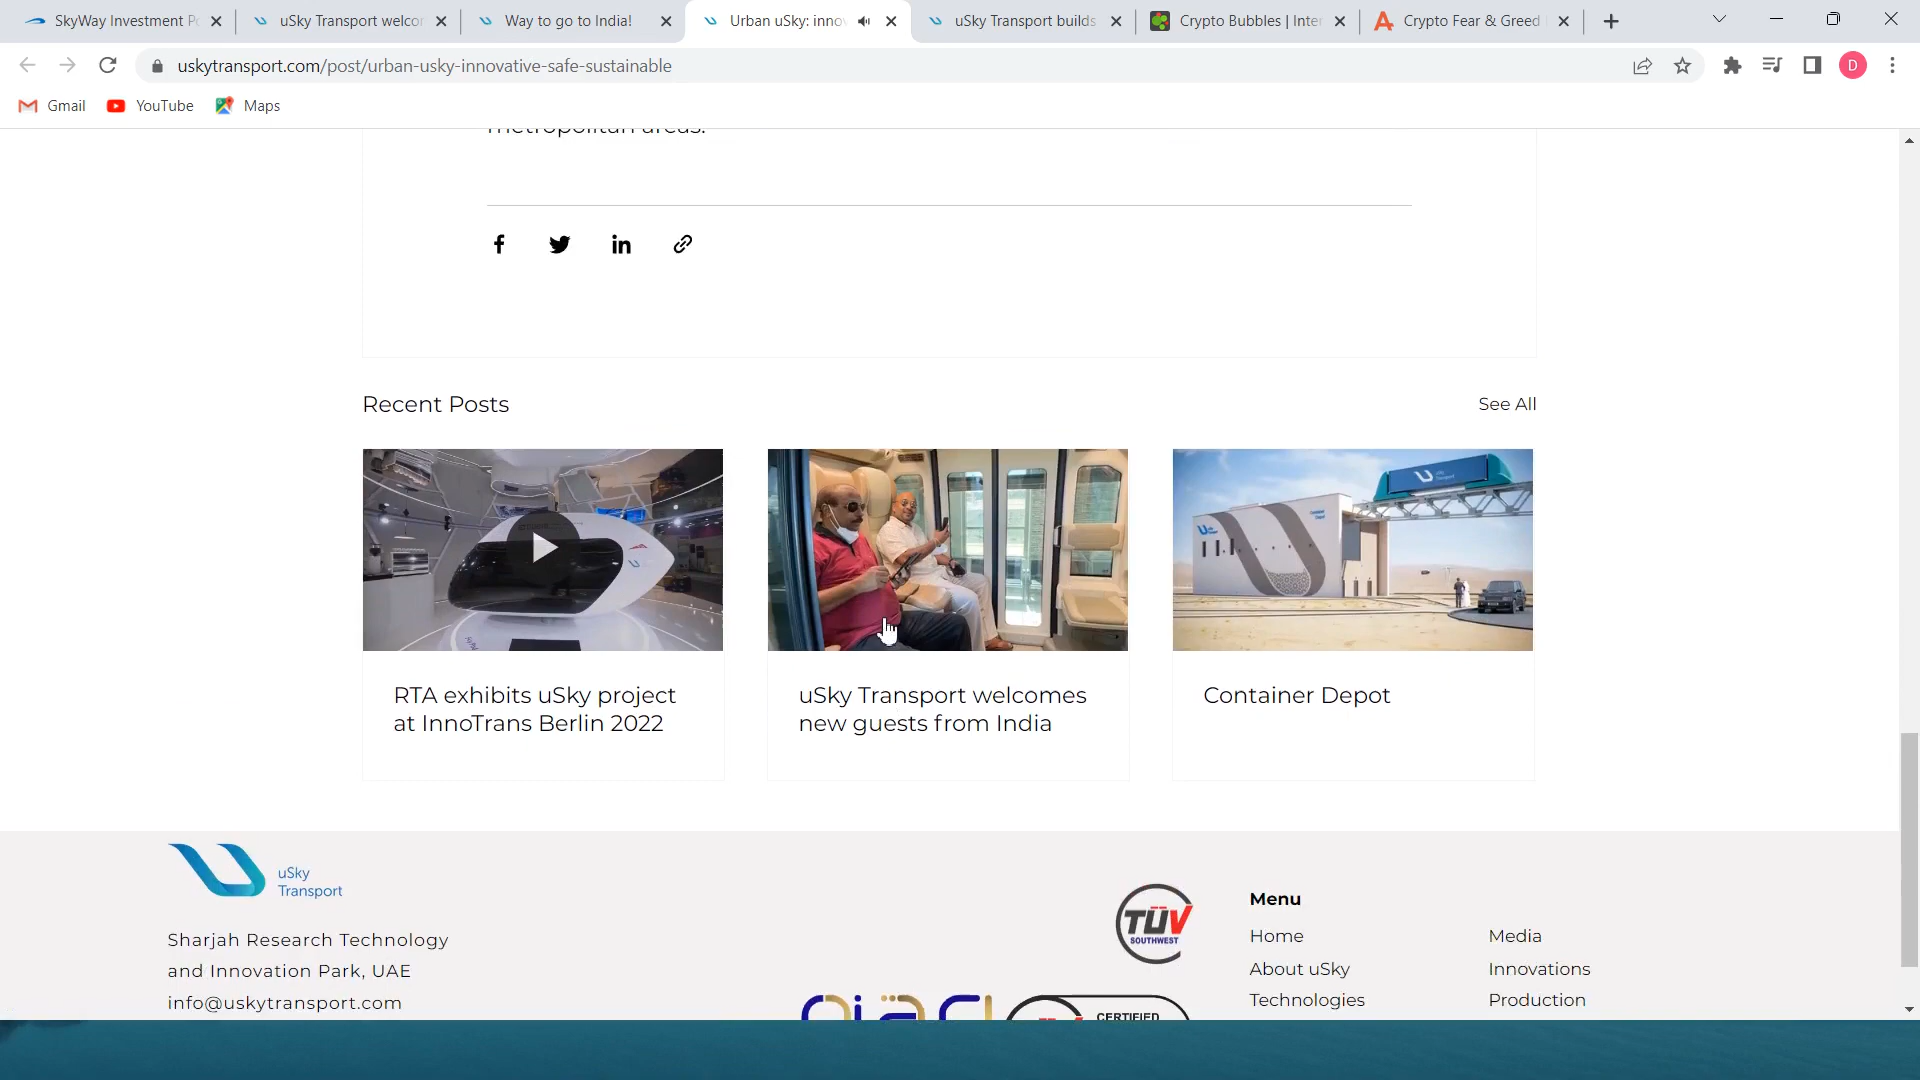 SkyWay Investment Po
uSky Transport welcor
Way to go to India!
Urban uSky: inno
uSky Transport builds
Crypto Bubbles | Inter
Crypto Fear & Greed
uskytransport.com/post/urban-usky-innovative-safe-sustainable
D
Gmail
YouTube
Maps
metropolitan areas.
Recent Posts
See All
RTA exhibits uSky project
at InnoTrans Berlin 2022
uSky Transport welcomes
new guests from India
Container Depot
uSky
Transport
Sharjah Research Technology
and Innovation Park, UAE
info@uskytransport.com
TÜV
SOUTHWEST
CERTIFIED
Menu
Home
About uSky
Technologies
Media
Innovations
Production